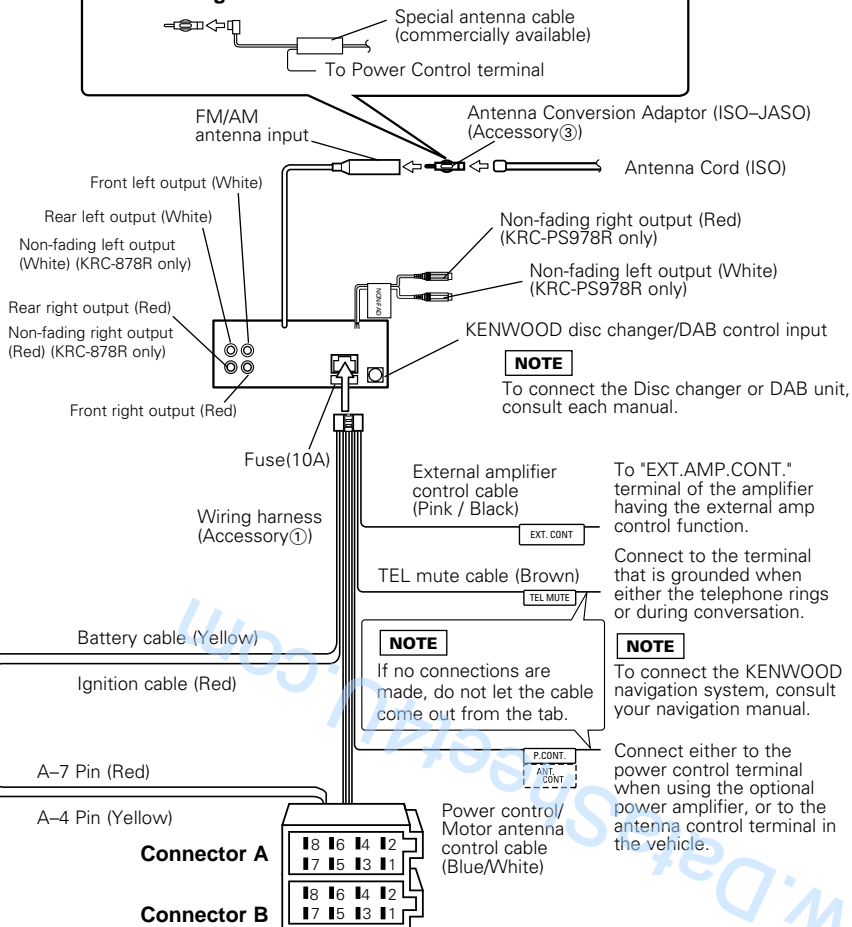 Special antenna cable
(commercially available)
To Power Control terminal
FM/AM
antenna input
Antenna Conversion Adaptor (ISO–JASO)
(Accessory③)
Antenna Cord (ISO)
Front left output (White)
Rear left output (White)
Non-fading left output
(White) (KRC-878R only)
Rear right output (Red)
Non-fading right output
(Red) (KRC-878R only)
Front right output (Red)
Non-fading right output (Red)
(KRC-PS978R only)
Non-fading left output (White)
(KRC-PS978R only)
NON-FAD
KENWOOD disc changer/DAB control input
NOTE
To connect the Disc changer or DAB unit,
consult each manual.
Fuse(10A)
Wiring harness
(Accessory①)
External amplifier
control cable
(Pink / Black)
EXT. CONT
To "EXT.AMP.CONT."
terminal of the amplifier
having the external amp
control function.
TEL mute cable (Brown)
TEL MUTE
Connect to the terminal
that is grounded when
either the telephone rings
or during conversation.
NOTE
If no connections are
made, do not let the cable
come out from the tab.
NOTE
To connect the KENWOOD
navigation system, consult
your navigation manual.
Battery cable (Yellow)
Ignition cable (Red)
P.CONT.
ANT.
CONT
Connect either to the
power control terminal
when using the optional
power amplifier, or to the
antenna control terminal in
the vehicle.
Power control/
Motor antenna
control cable
(Blue/White)
A–7 Pin (Red)
A–4 Pin (Yellow)
Connector A
8 6 4 2
7 5 3 1
Connector B
8 6 4 2
7 5 3 1
w.DataSheet4U.com